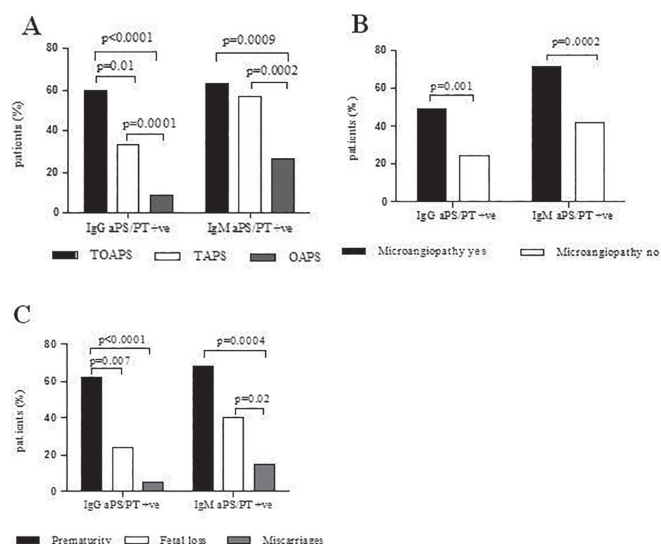 A
p<0.0001
p=0.01
p=0.0001
p=0.0009
p=0.0002
patients (%)
80
60
40
20
0
IgG aPS/PT +ve
IgM aPS/PT +ve
TOAPS
TAPS
OAPS
B
p=0.001
p=0.0002
patients (%)
80
60
40
20
0
IgG aPS/PT +ve
IgM aPS/PT +ve
Microangiopathy yes
Microangiopathy no
C
p<0.0001
p=0.007
p=0.0004
p=0.02
patients (%)
80
60
40
20
0
IgG aPS/PT +ve
IgM aPS/PT +ve
Prematurity
Fetal loss
Miscarriages